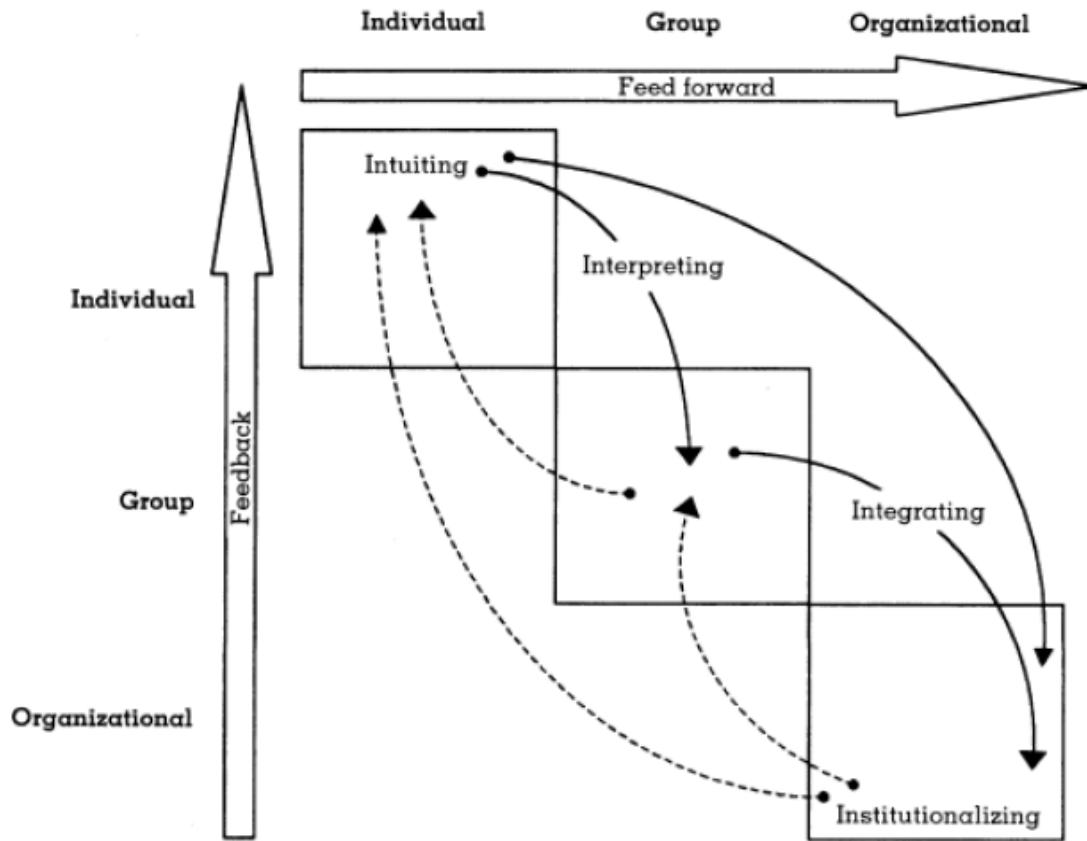 Individual Group Organizational
Feed forward
Intuiting
Interpreting
Individual
Feedback
Group
Integrating
Organizational
Institutionalizing